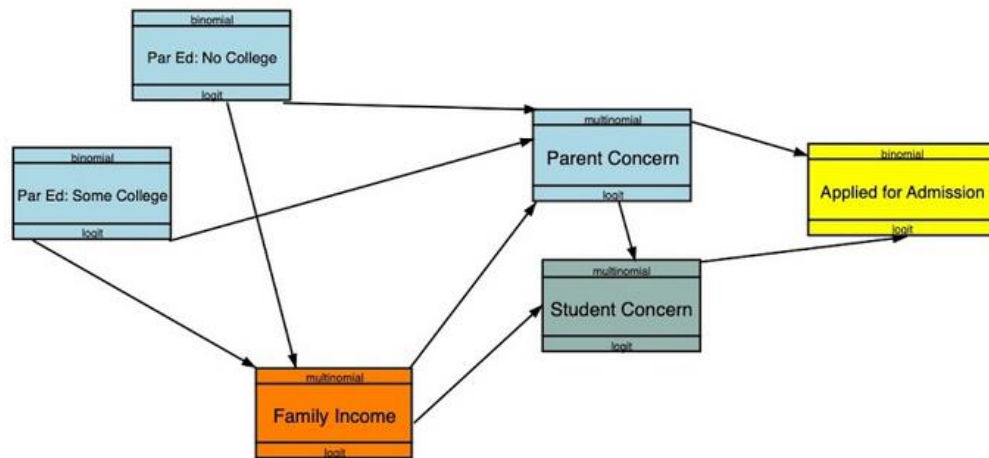 binomial
Par Ed: No College
logit
binomial
Par Ed: Some College
logit
multinomial
Parent Concern
logit
binomial
Applied for Admission
logit
multinomial
Student Concern
logit
multinomial
Family Income
logit